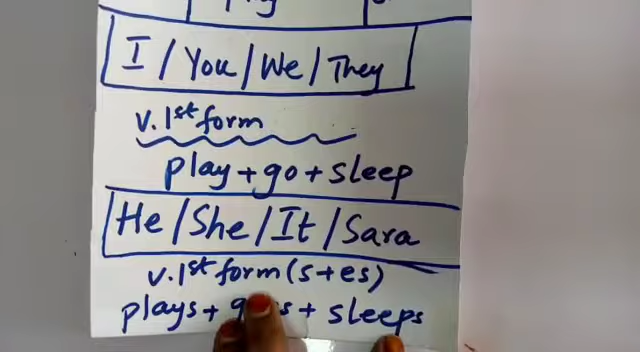 I / You / We / They
v. 1st form
play + go + sleep
He / She / It / Sara
v. 1st form (s + es)
plays + + sleeps